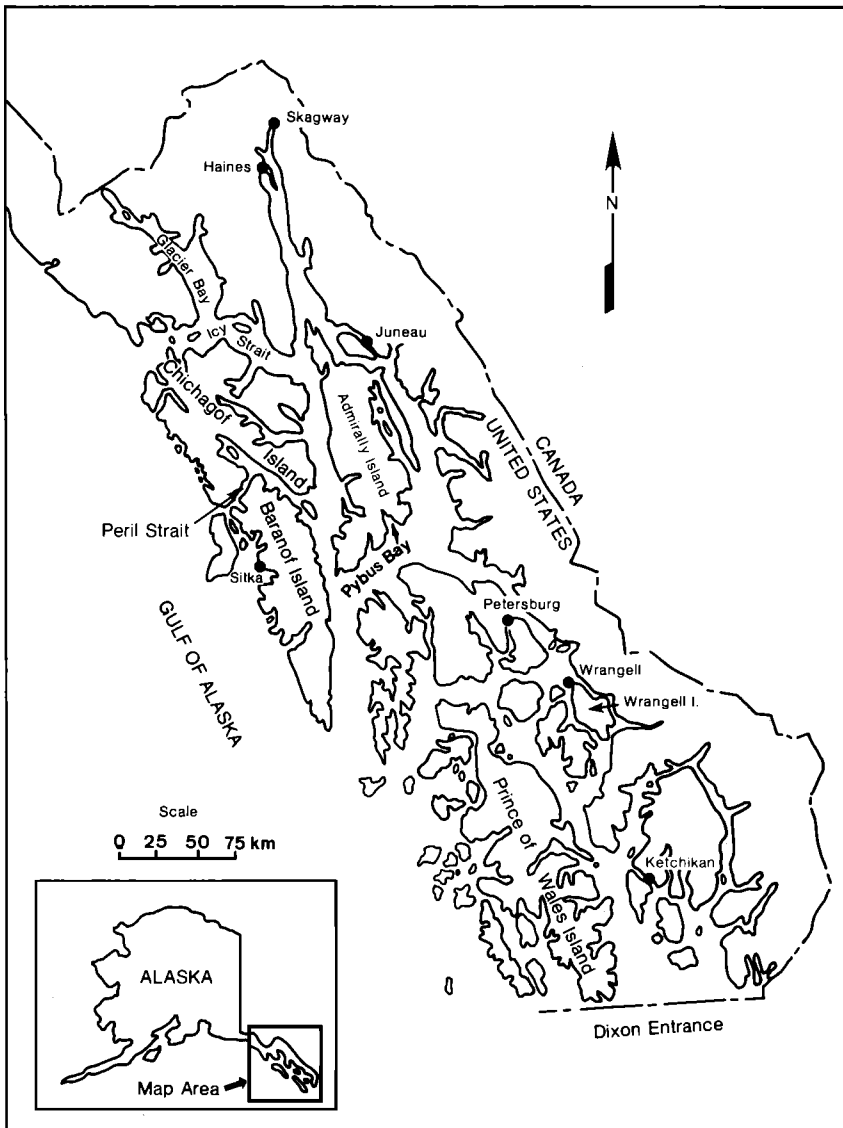 Skagway
Haines
N
Glacier Bay
Icy Strait
Juneau
Chichagof Island
Admirally Island
CANADA
UNITED STATES
Peril Strait
Baranof Island
Pybus Bay
Sitka
Petersburg
GULF OF ALASKA
Wrangell
Wrangell I.
Prince of Wales Island
Scale
0 25 50 75 km
Ketchikan
ALASKA
Map Area
Dixon Entrance